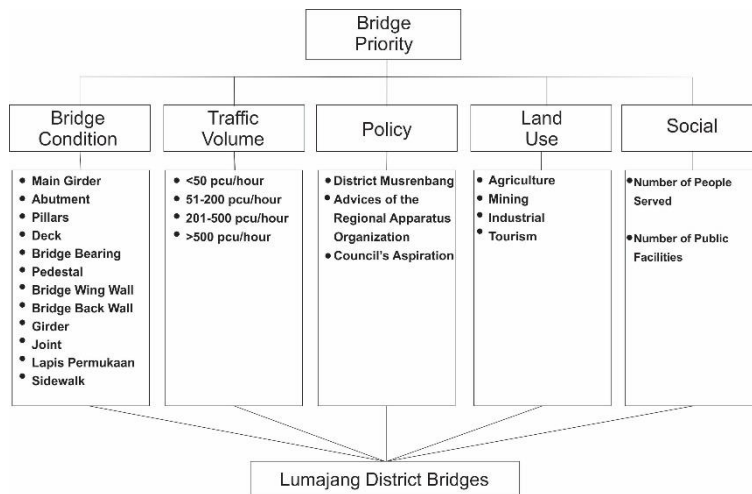 Bridge
Priority
Bridge
Condition
Traffic
Volume
Policy
Land
Use
Social
Main Girder
Abutment
Pillars
Deck
Bridge Bearing
Pedestal
Bridge Wing Wall
Bridge Back Wall
Girder
Joint
Lapis Permukaan
Sidewalk
<50 pcu/hour
51-200 pcu/hour
201-500 pcu/hour
>500 pcu/hour
District Musrenbang
Advices of the
Regional Apparatus
Organization
Council's Aspiration
Agriculture
Mining
Industrial
Tourism
Number of People
Served
Number of Public
Facilities
Lumajang District Bridges